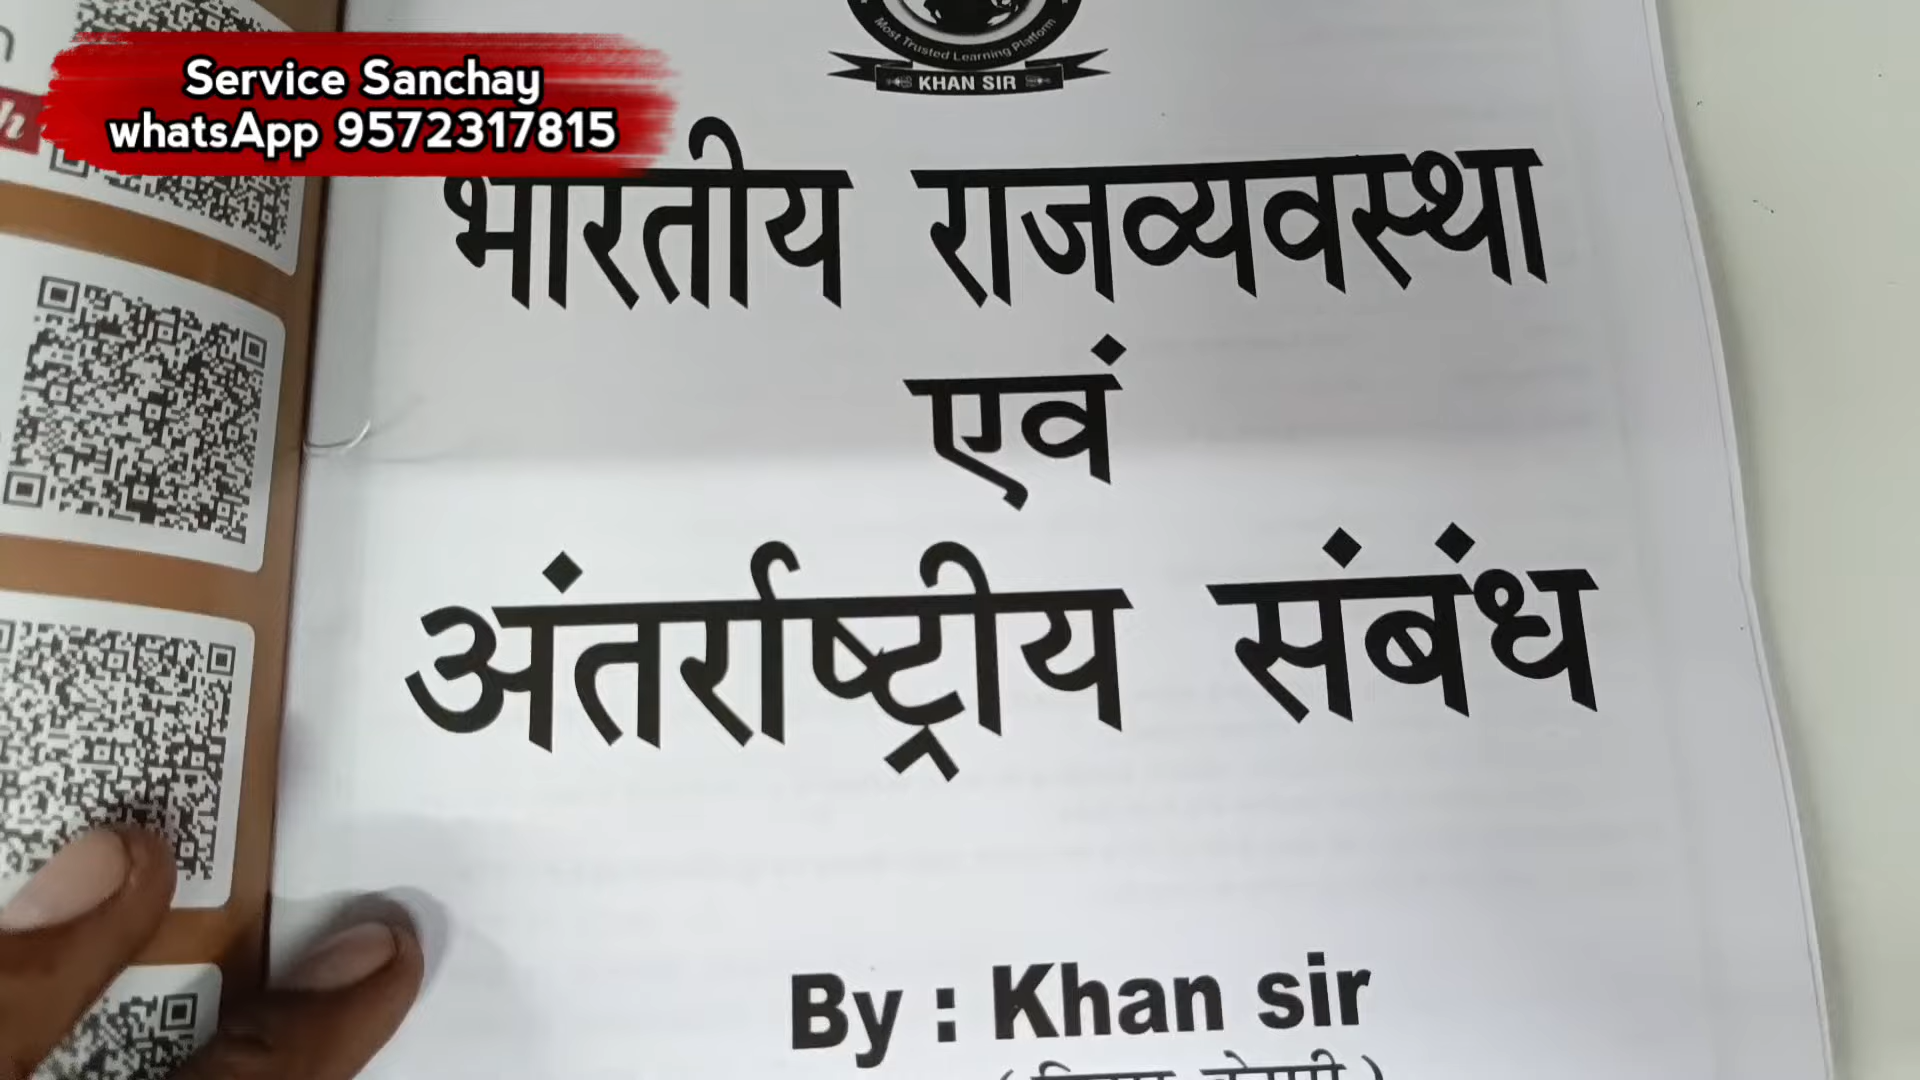 Service Sanchay
whatsApp 9572317815
Most Trusted Learning Platform
KHAN SIR
भारतीय राजव्यवस्था
एवं
अंतर्राष्ट्रीय संबंध
By : Khan sir